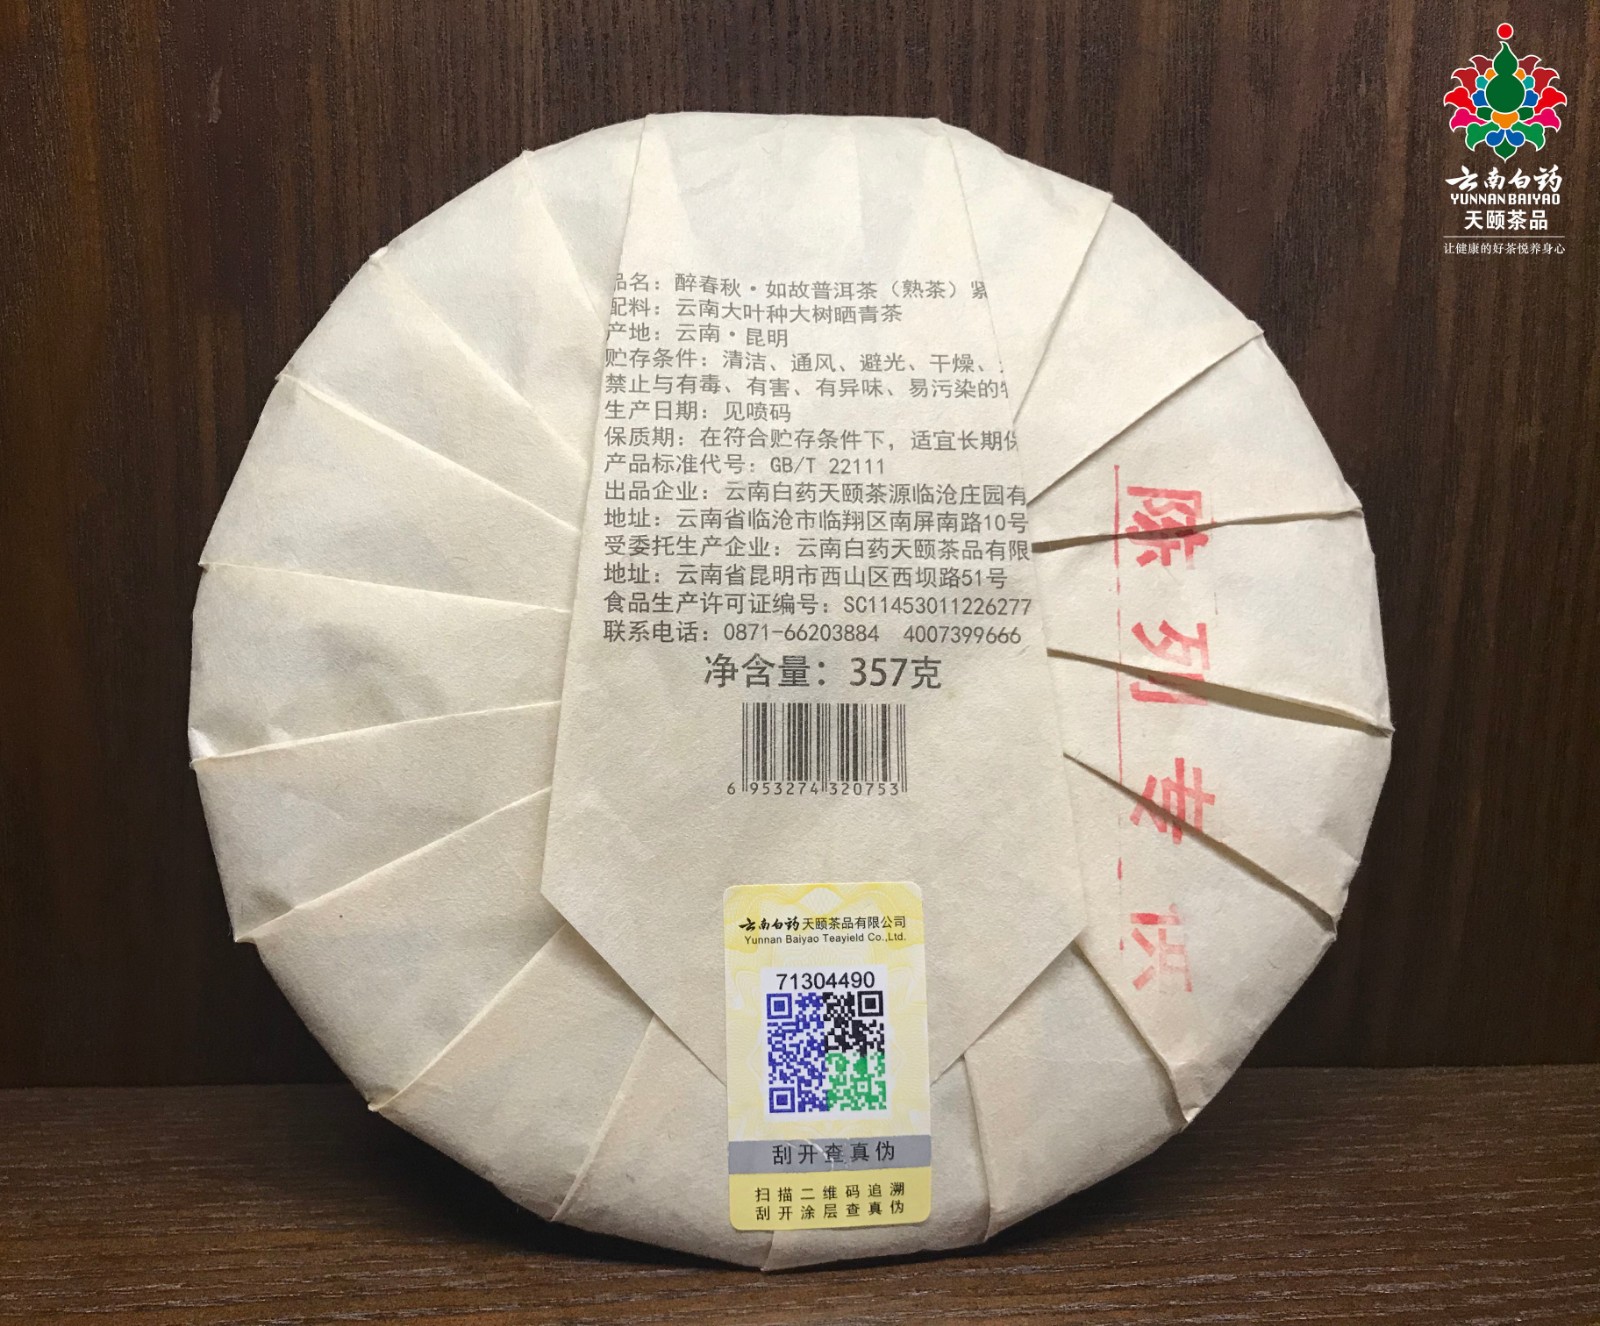 云南白药
YUNNAN BAIYAO
天颐茶品
让健康的好茶悦养身心
品名：醉春秋·如故普洱茶（熟茶）紧
配料：云南大叶种大树晒青茶
产地：云南·昆明
贮存条件：清洁、通风、避光、干燥、
禁止与有毒、有害、有异味、易污染的
生产日期：见喷码
保质期：在符合贮存条件下，适宜长期保
产品标准代号：GB/T 22111
出品企业：云南白药天颐茶源临沧庄园有
地址：云南省临沧市临翔区南屏南路10号
受委托生产企业：云南白药天颐茶品有限
地址：云南省昆明市西山区西坝路51号
食品生产许可证编号：SC11453011226277
联系电话：0871-66203884 4007399666
净含量：357克
6 953274 320753
陈列专供
云南白药天颐茶品有限公司
Yunnan Baiyao Teayield Co.,Ltd.
71304490
刮开查真伪
扫描二维码追溯
刮开涂层查真伪